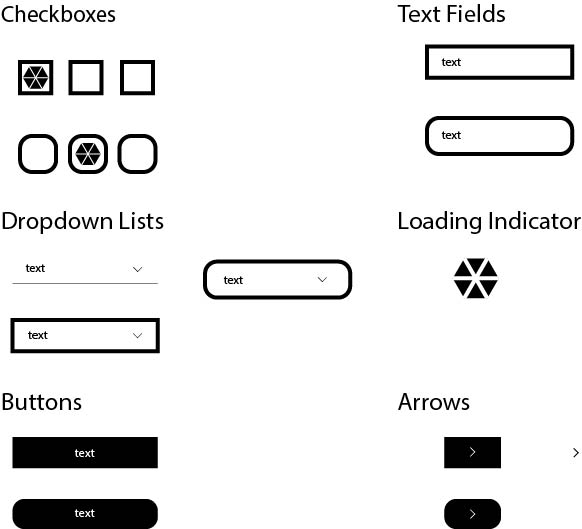 Checkboxes
Text Fields
text
text
Dropdown Lists
Loading Indicator
text
text
text
Buttons
Arrows
text
text